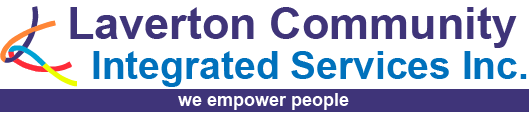 Laverton Community
Integrated Services Inc.
we empower people